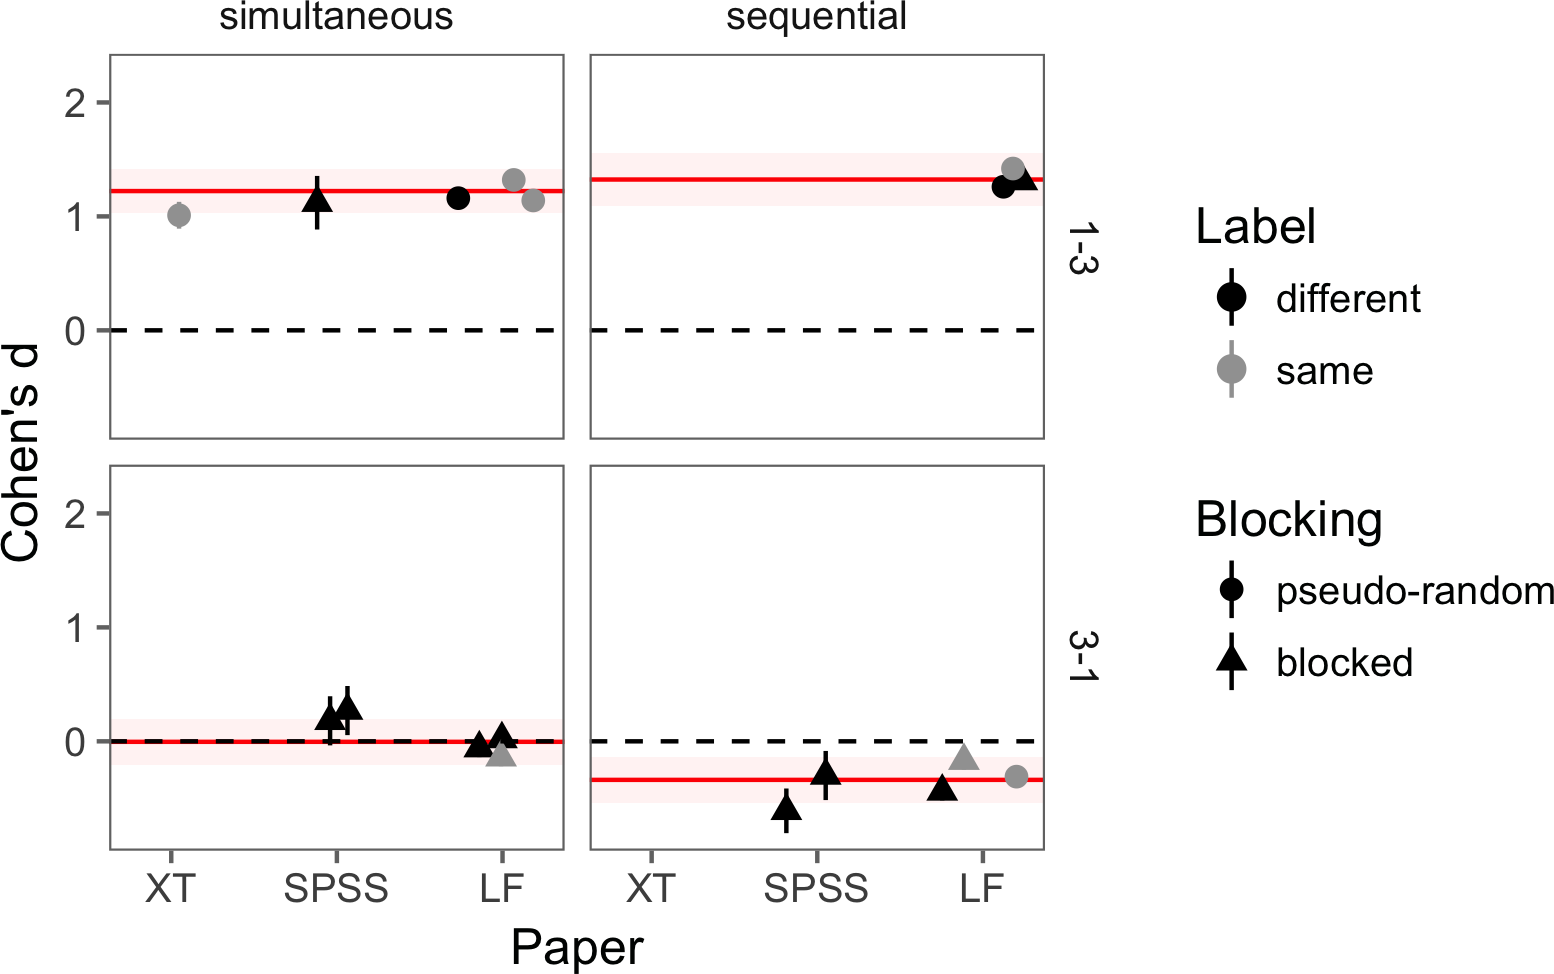 simultaneous
sequential
2
1
0
1-3
2
1
0
3-1
Cohen's d
XT
SPSS
LF
XT
SPSS
LF
Paper
Label
different
same
Blocking
pseudo-random
blocked